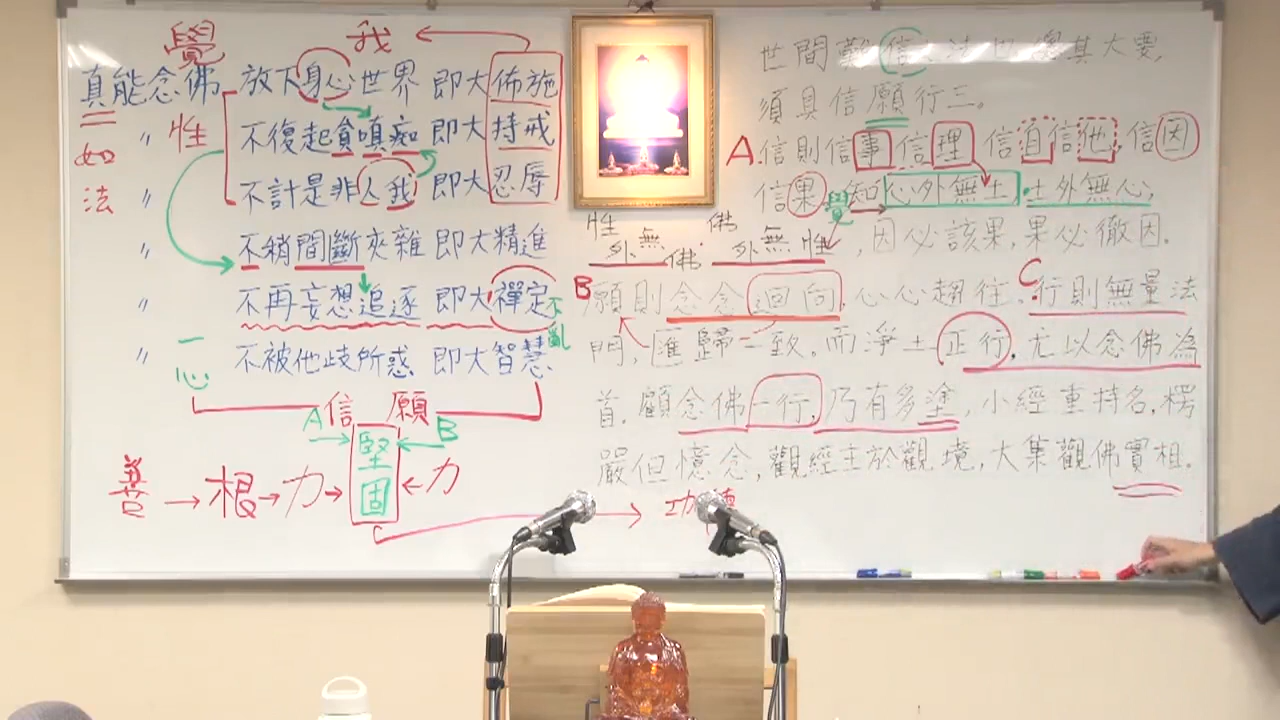 覺
我
真能念佛 放下身心世界 即大佈施
〃 性 不復起貪嗔痴 即大持戒
〃 不計是非人我 即大忍辱
〃 不稍間斷夾雜 即大精進
〃 不再妄想追逐 即大禪定
〃 不被他歧所惑 即大智慧
二如法
一心
不亂
信 願
A 堅固 B
善→根→力→ ←力
功德
世間難信之法 大要,
須具信願行三。
A.信則信事信理 信自信他,信因
信果,知心外無土,土外無心,
覺
性外無佛.佛外無性,因必該果,果必徹因.
B願則念念迴向,心心趨往. C.行則無量法
門,匯歸一致。而淨土正行.尤以念佛為
首.顧念佛一行,乃有多塗,小經重持名.楞
嚴但憶念,觀經主於觀境,大集觀佛實相.